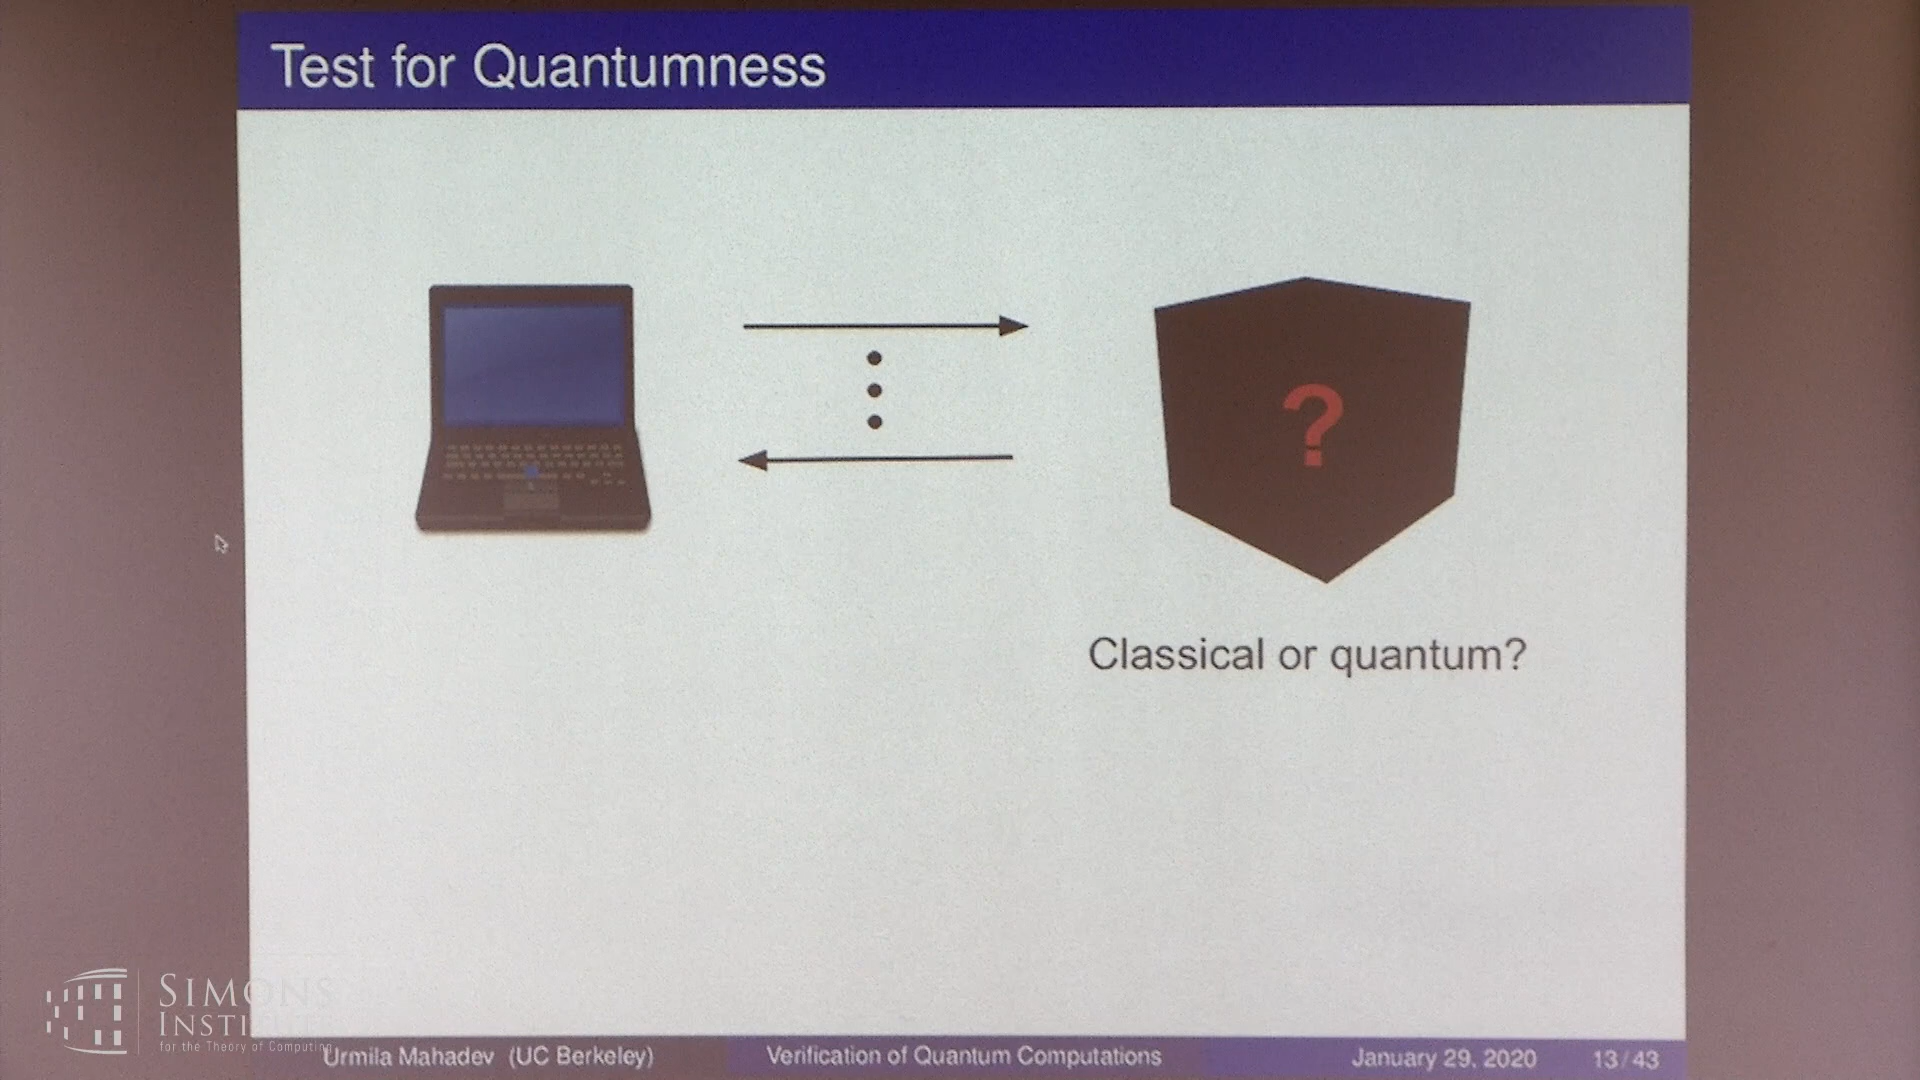 Test for Quantumness
?
Classical or quantum?
SIMONS
INSTITUTE
for the Theory of Computing
Urmila Mahadev (UC Berkeley)
Verification of Quantum Computations
January 29, 2020
13 / 43